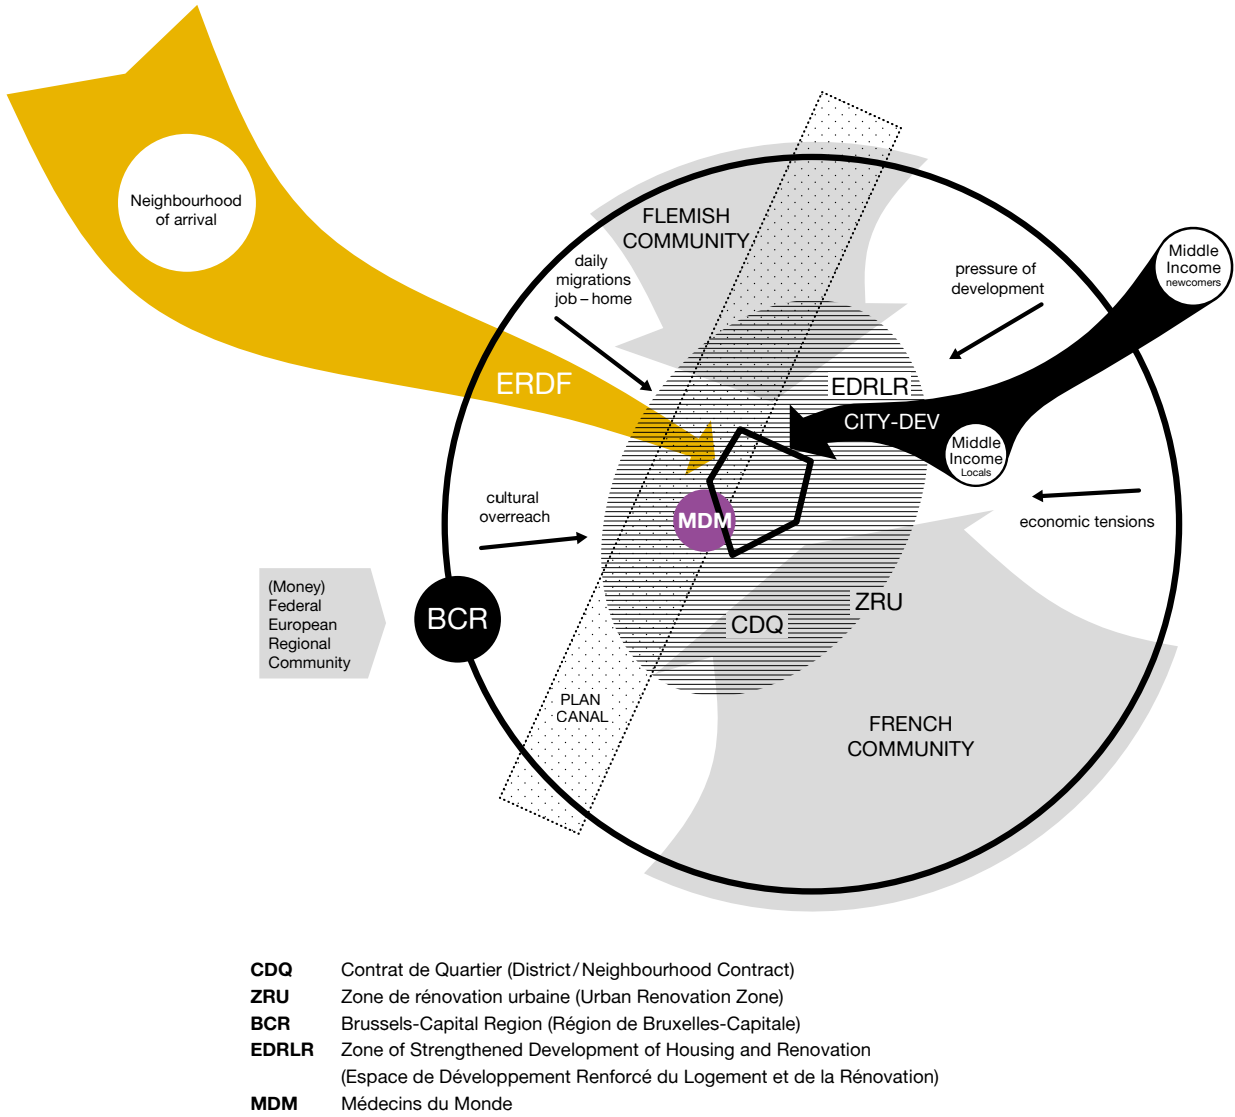 Neighbourhood
of arrival
FLEMISH
COMMUNITY
daily
migrations
job – home
pressure of
development
Middle
Income
newcomers
ERDF
EDRLR
CITY-DEV
Middle
Income
Locals
cultural
overreach
MDM
economic tensions
(Money)
Federal
European
Regional
Community
BCR
ZRU
CDQ
PLAN
CANAL
FRENCH
COMMUNITY
CDQ Contrat de Quartier (District/Neighbourhood Contract)
ZRU Zone de rénovation urbaine (Urban Renovation Zone)
BCR Brussels-Capital Region (Région de Bruxelles-Capitale)
EDRLR Zone of Strengthened Development of Housing and Renovation
(Espace de Développement Renforcé du Logement et de la Rénovation)
MDM Médecins du Monde